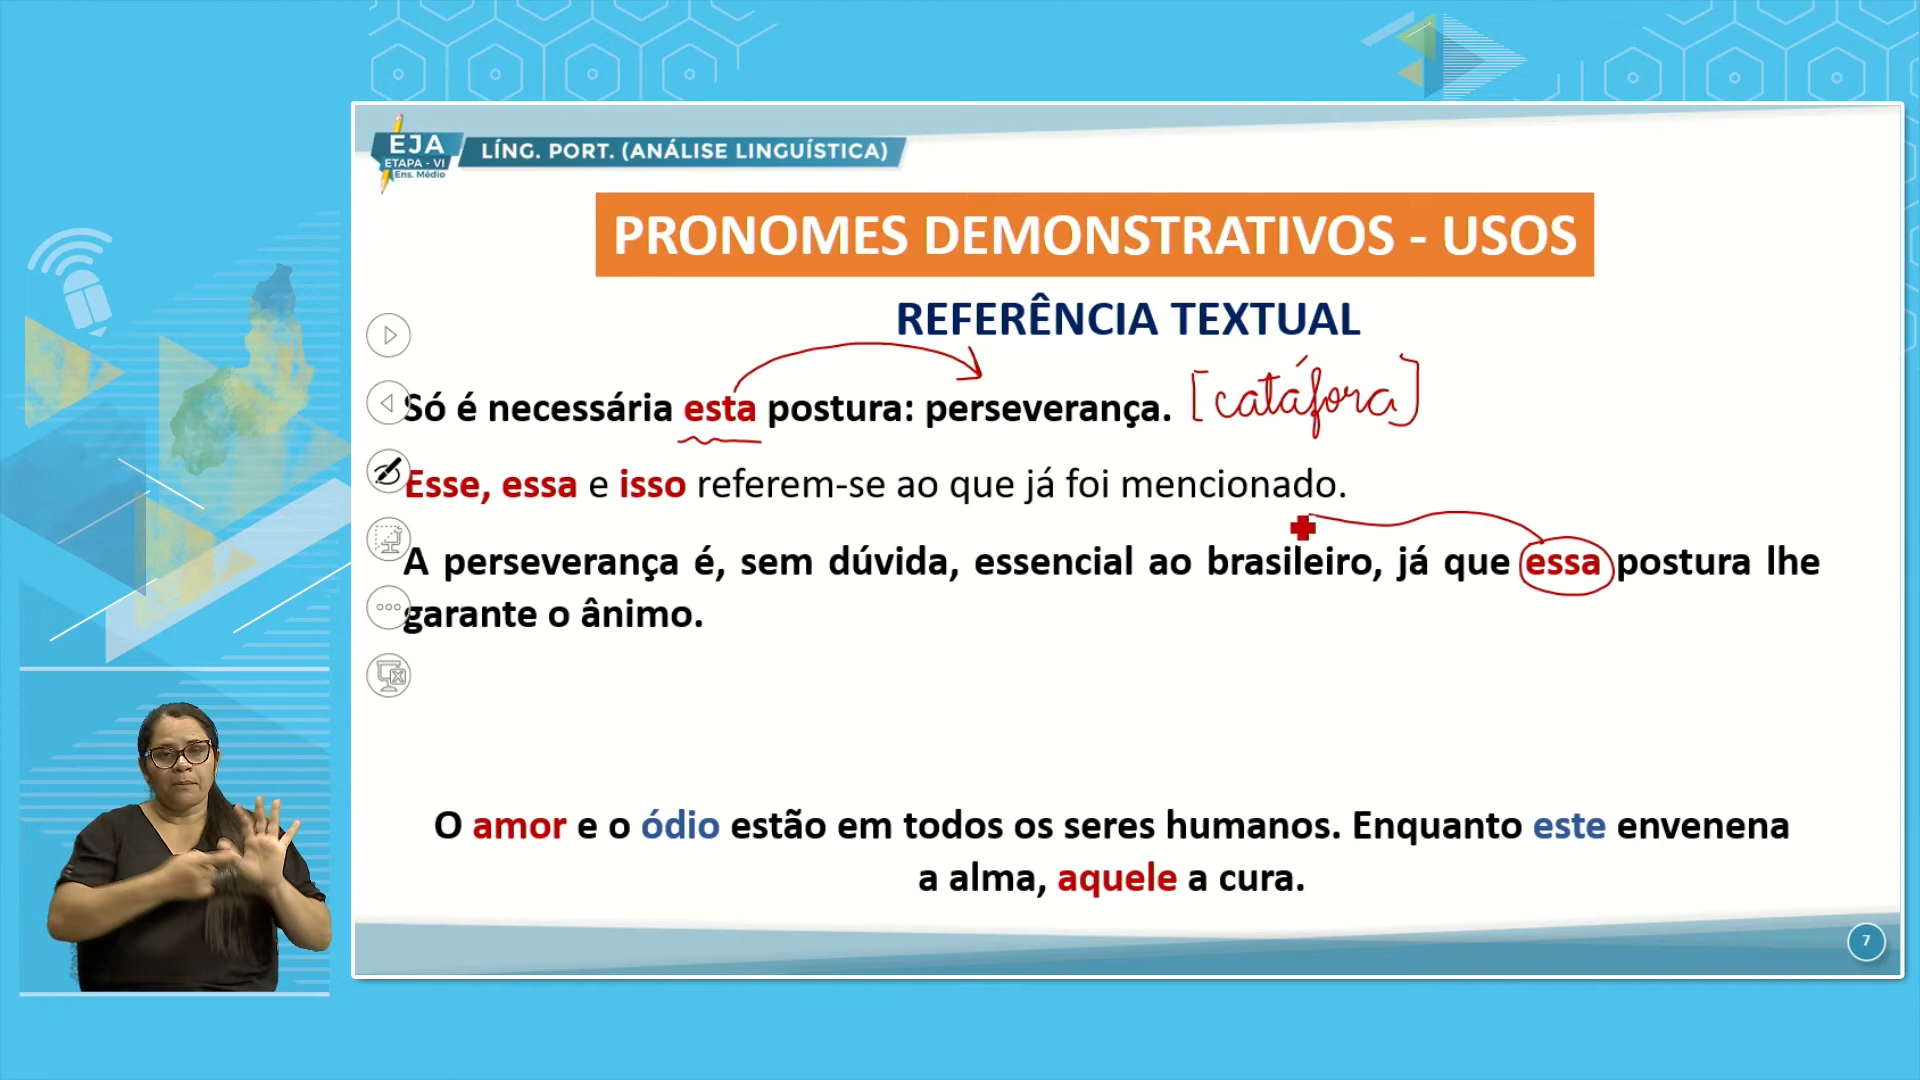 EJA
ETAPA - VI
Ens. Médio
LÍNG. PORT. (ANÁLISE LINGUÍSTICA)
PRONOMES DEMONSTRATIVOS - USOS
REFERÊNCIA TEXTUAL
Só é necessária esta postura: perseverança. [catáfora]
Esse, essa e isso referem-se ao que já foi mencionado.
A perseverança é, sem dúvida, essencial ao brasileiro, já que essa postura lhe
garante o ânimo.
O amor e o ódio estão em todos os seres humanos. Enquanto este envenena
a alma, aquele a cura.
7